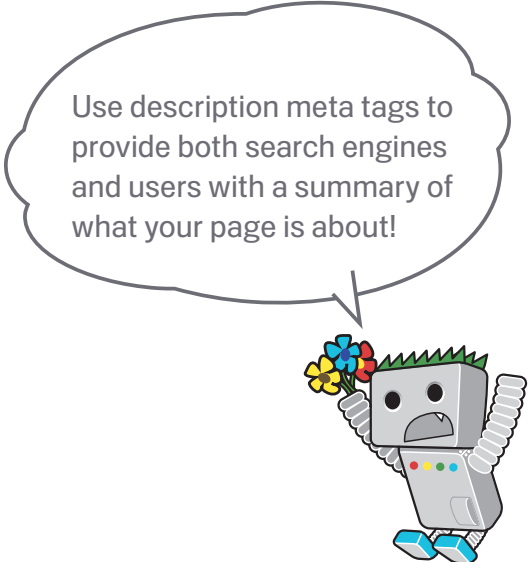 Use description meta tags to
provide both search engines
and users with a summary of
what your page is about!